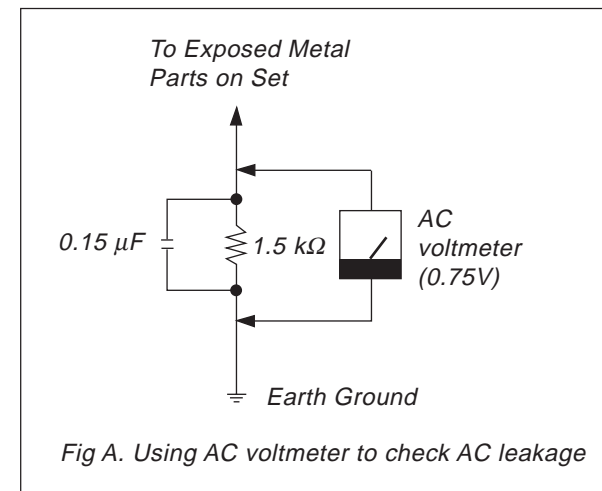 To Exposed Metal
Parts on Set
0.15 μF
1.5 kΩ
AC
voltmeter
(0.75V)
Earth Ground
Fig A. Using AC voltmeter to check AC leakage